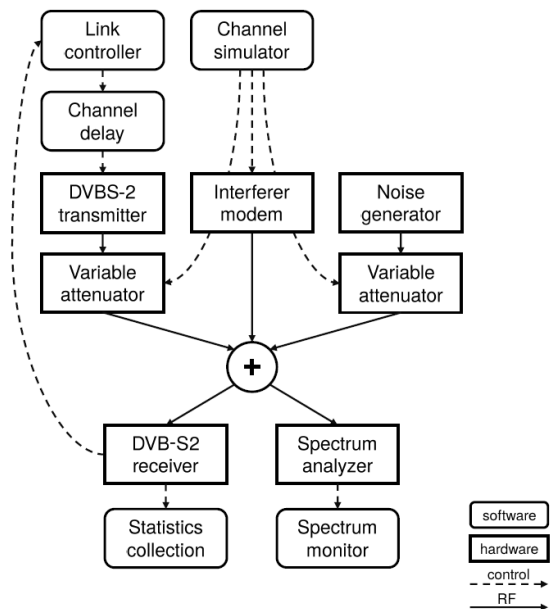 Link
controller
Channel
simulator
Channel
delay
DVBS-2
transmitter
Interferer
modem
Noise
generator
Variable
attenuator
Variable
attenuator
+
DVB-S2
receiver
Spectrum
analyzer
Statistics
collection
Spectrum
monitor
software
hardware
control
RF